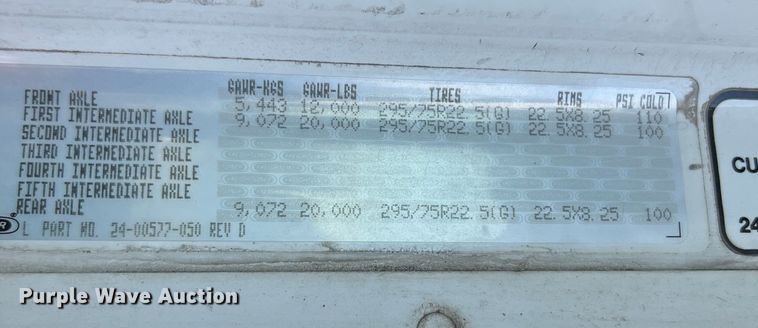 GAWR-KGS GAWR-LBS TIRES RIMS PSI COLD
FRONT AXLE 5,443 12,000 295/75R22.5(G) 22.5X8.25 110
FIRST INTERMEDIATE AXLE 9,072 20,000 295/75R22.5(G) 22.5X8.25 100
SECOND INTERMEDIATE AXLE
THIRD INTERMEDIATE AXLE
FOURTH INTERMEDIATE AXLE
FIFTH INTERMEDIATE AXLE
REAR AXLE 9,072 20,000 295/75R22.5(G) 22.5X8.25 100
L PART NO. 24-00577-050 REV D
CU
24
Purple Wave Auction